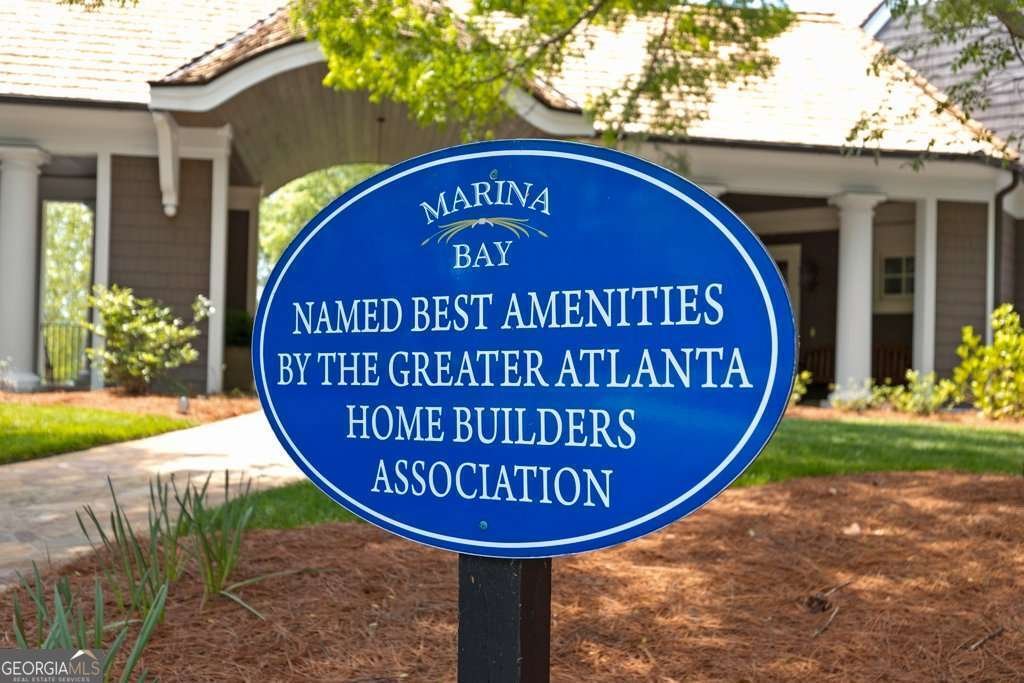 MARINA
BAY
NAMED BEST AMENITIES
BY THE GREATER ATLANTA
HOME BUILDERS
ASSOCIATION
GEORGIAMLS
REAL ESTATE SERVICES